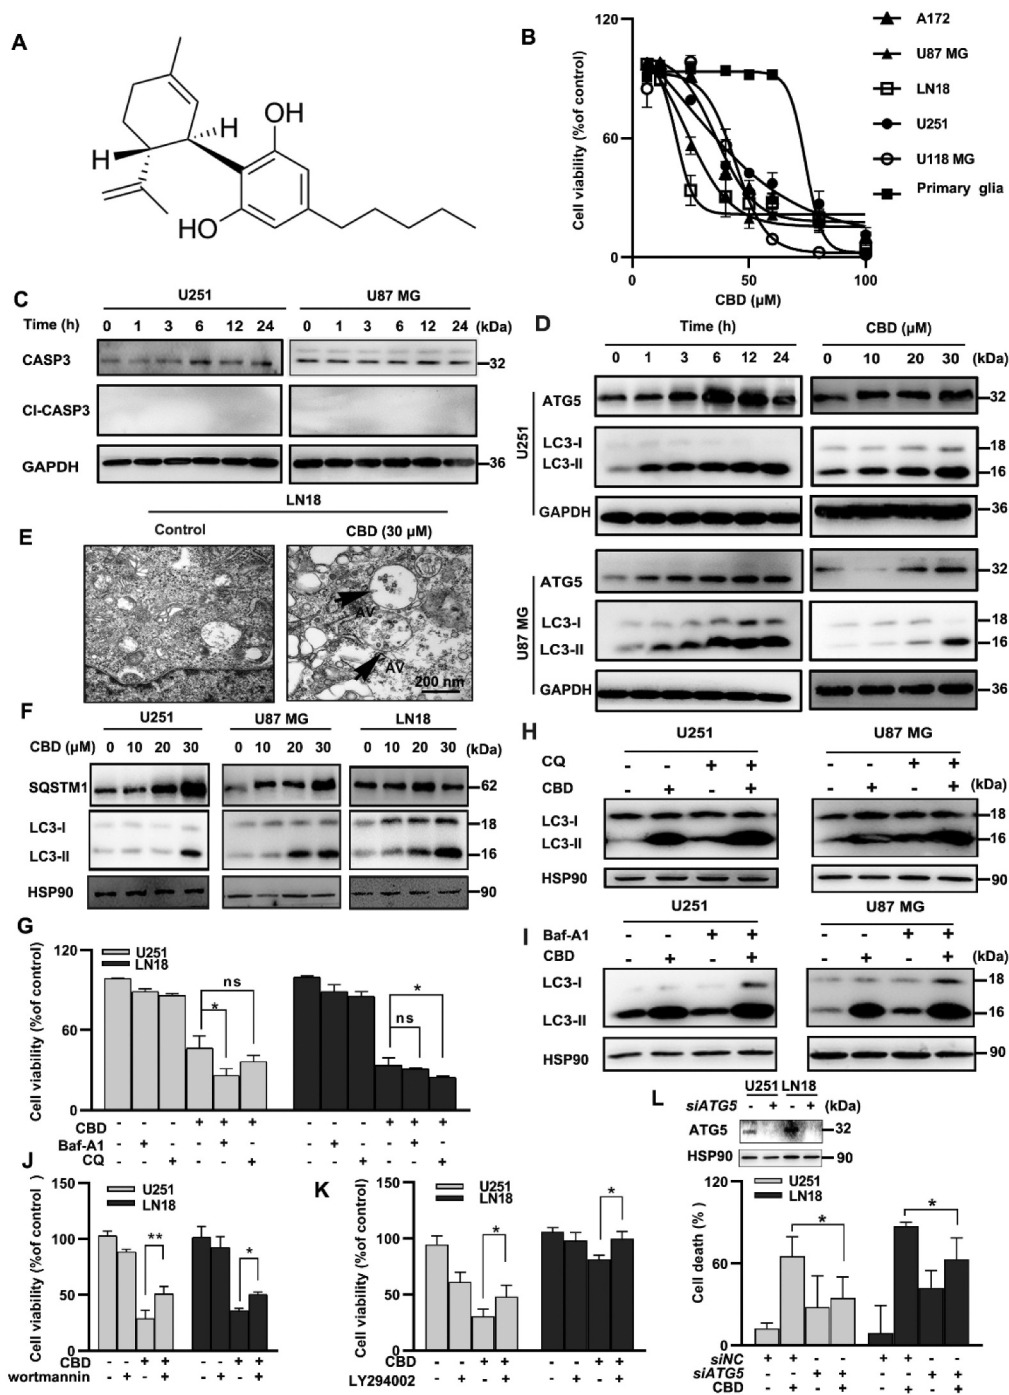 A
H
H
OH
HO
B
Cell viability (%of control)
120
60
0
0
50
100
CBD (µM)
A172
U87 MG
LN18
U251
U118 MG
Primary glia
C
U251
U87 MG
Time (h)
0 1 3 6 12 24
0 1 3 6 12 24
(kDa)
CASP3
32
Cl-CASP3
GAPDH
36
D
Time (h)
CBD (µM)
0 1 3 6 12 24
0 10 20 30
(kDa)
U251
ATG5
32
LC3-I
18
LC3-II
16
GAPDH
36
U87 MG
ATG5
32
LC3-I
18
LC3-II
16
GAPDH
36
LN18
E
Control
CBD (30 µM)
AV
AV
200 nm
F
U251
U87 MG
LN18
CBD (µM)
0 10 20 30
0 10 20 30
0 10 20 30
(kDa)
SQSTM1
62
LC3-I
18
LC3-II
16
HSP90
90
G
U251
LN18
Cell viability (%of control)
120
60
0
*
ns
ns
*
CBD - - - + + + - - - + + +
Baf-A1 - + - - + - - + - - + -
CQ - - + - - + - - + - - +
H
U251
U87 MG
CQ - - + + - - + +
CBD - + - + - + - +
(kDa)
LC3-I
18
LC3-II
16
HSP90
90
I
U251
U87 MG
Baf-A1 - - + + - - + +
CBD - + - + - + - +
(kDa)
LC3-I
18
LC3-II
16
HSP90
90
J
U251
LN18
Cell viability (%of control )
150
100
50
0
**
*
CBD - - + + - - + +
wortmannin - + - + - + - +
K
U251
LN18
Cell viability (%of control)
150
100
50
0
*
*
CBD - - + + - - + +
LY294002 - + - + - + - +
L
U251 LN18
siATG5 - + - + (kDa)
ATG5
32
HSP90
90
U251
LN18
Cell death (% )
120
60
0
*
*
siNC + + - - + + - -
siATG5 - - + + - - + +
CBD - + - + - + - +